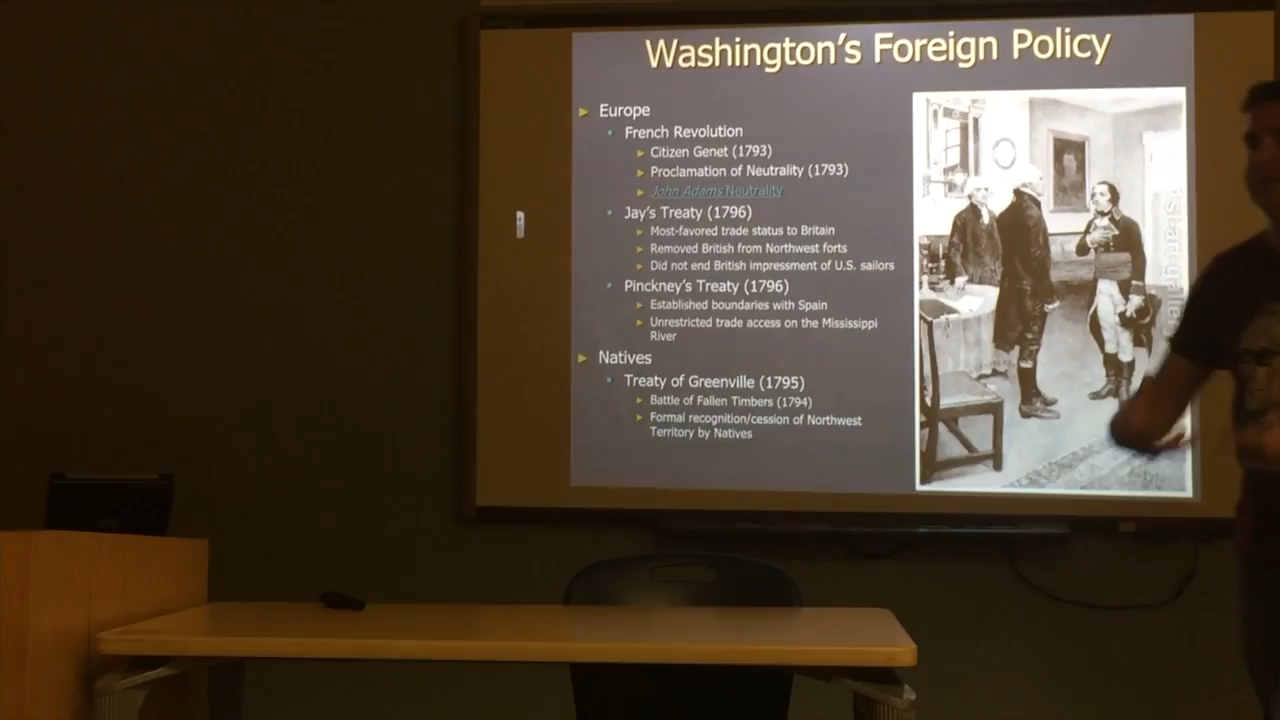 Washington's Foreign Policy
Europe
French Revolution
Citizen Genet (1793)
Proclamation of Neutrality (1793)
John Adams Neutrality
Jay's Treaty (1796)
Most-favored trade status to Britain
Removed British from Northwest forts
Did not end British impressment of U.S. sailors
Pinckney's Treaty (1796)
Established boundaries with Spain
Unrestricted trade access on the Mississippi
River
Natives
Treaty of Greenville (1795)
Battle of Fallen Timbers (1794)
Formal recognition/cession of Northwest
Territory by Natives